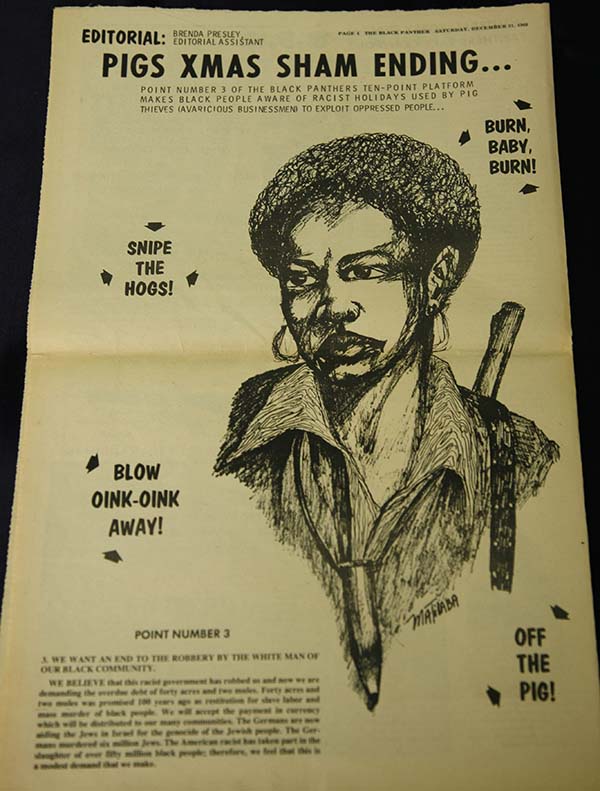 EDITORIAL: BRENDA PRESLEY,
EDITORIAL ASSISTANT
PAGE 4 THE BLACK PANTHER SATURDAY, DECEMBER 21, 1968
PIGS XMAS SHAM ENDING...
POINT NUMBER 3 OF THE BLACK PANTHERS TEN-POINT PLATFORM
MAKES BLACK PEOPLE AWARE OF RACIST HOLIDAYS USED BY PIG
THIEVES (AVARICIOUS BUSINESSMEN) TO EXPLOIT OPPRESSED PEOPLE...
BURN,
BABY,
BURN!
SNIPE
THE
HOGS!
BLOW
OINK-OINK
AWAY!
MATILABA
OFF
THE
PIG!
POINT NUMBER 3
3. WE WANT AN END TO THE ROBBERY BY THE WHITE MAN OF
OUR BLACK COMMUNITY.
WE BELIEVE that this racist government has robbed us and now we are
demanding the overdue debt of forty acres and two mules. Forty acres and
two mules was promised 100 years ago as restitution for slave labor and
mass murder of black people. We will accept the payment in currency
which will be distributed to our many communities. The Germans are now
aiding the Jews in Israel for the genocide of the Jewish people. The Ger-
mans murdered six million Jews. The American racist has taken part in the
slaughter of over fifty million black people; therefore, we feel that this is
a modest demand that we make.